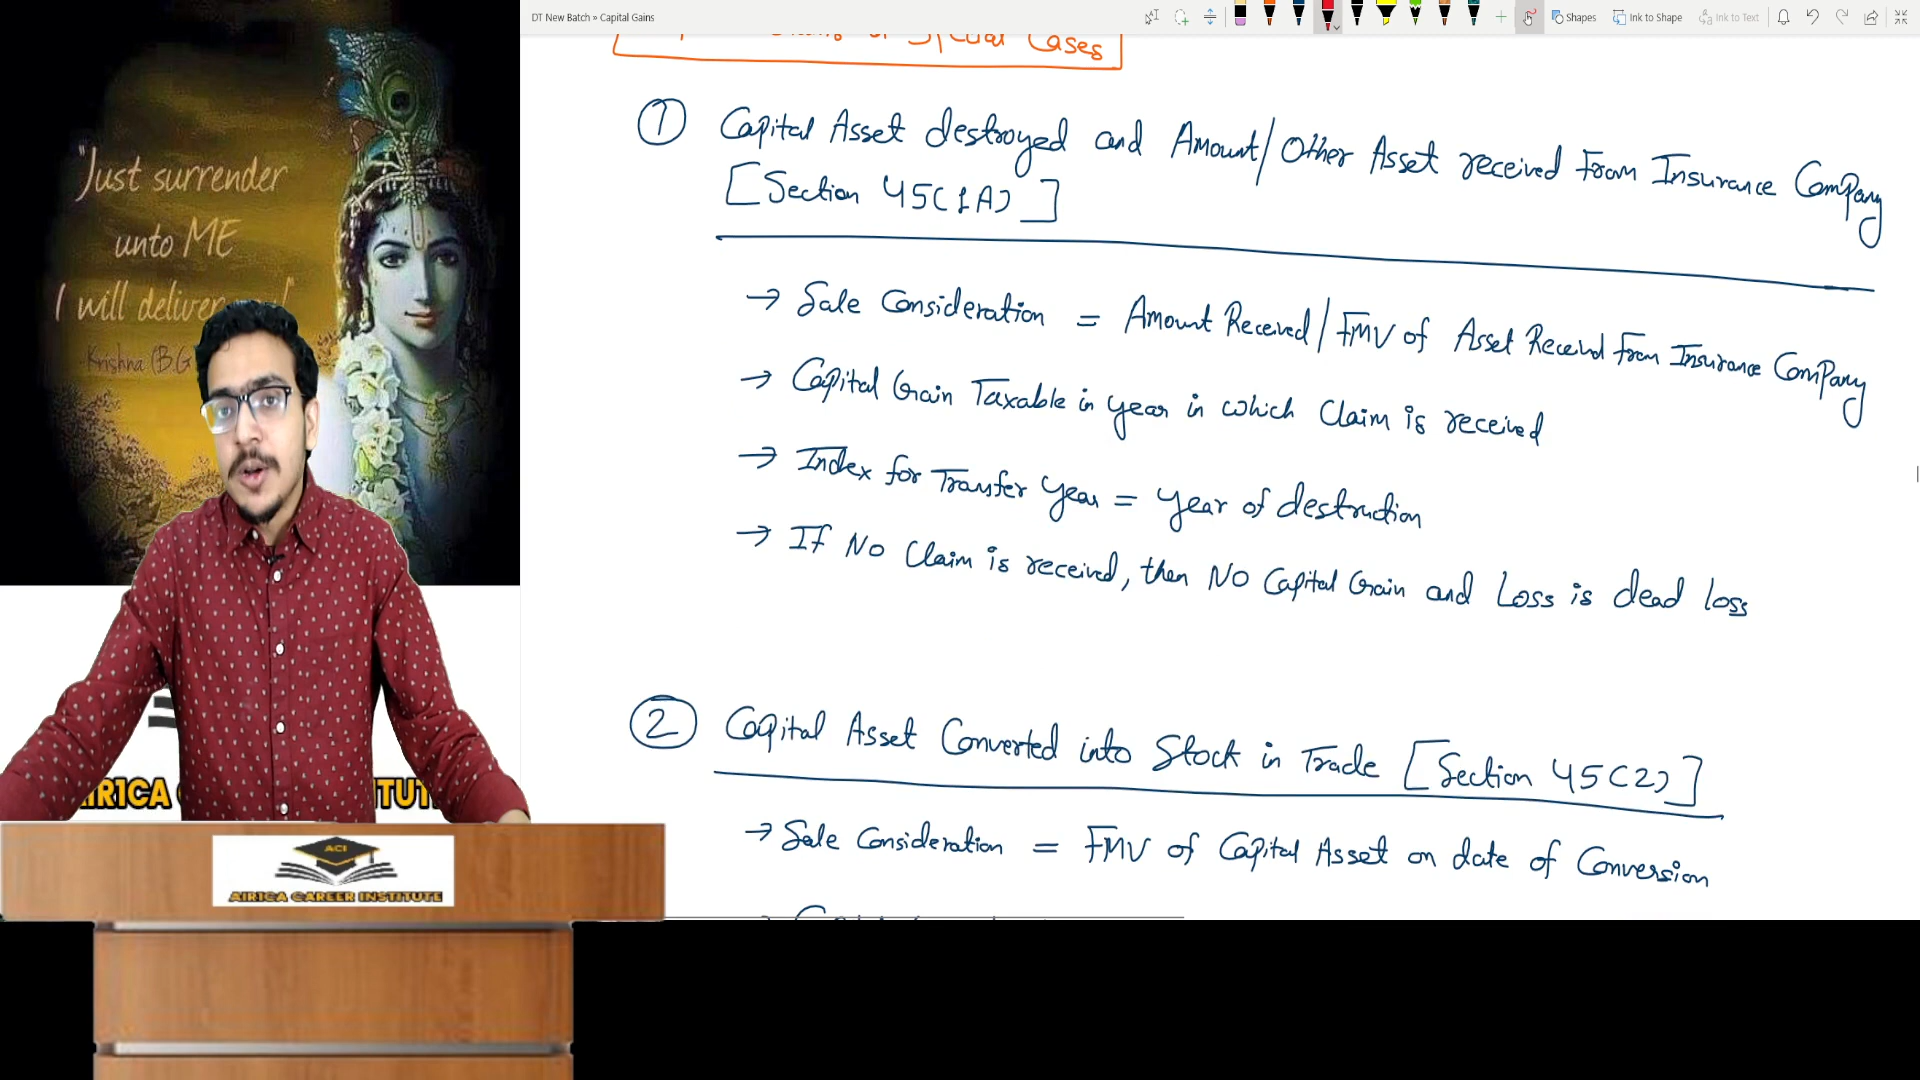 DT New Batch » Capital Gains
Shapes
Ink to Shape
Ink to Text
Cases
"Just surrender
unto ME
I will deliver
Krishna (B.G
① Capital Asset destroyed and Amount/Other Asset received from Insurance Company
[Section 45(1A)]
→ Sale Consideration = Amount Received/FMV of Asset Received from Insurance Company
→ Capital Gain Taxable in year in which Claim is received
→ Index for Transfer Year = Year of destruction
→ If No Claim is received, then No Capital Gain and Loss is dead loss
② Capital Asset Converted into Stock in Trade [Section 45(2)]
→ Sale Consideration = FMV of Capital Asset on date of Conversion
ACI
AIRICA CAREER INSTITUTE